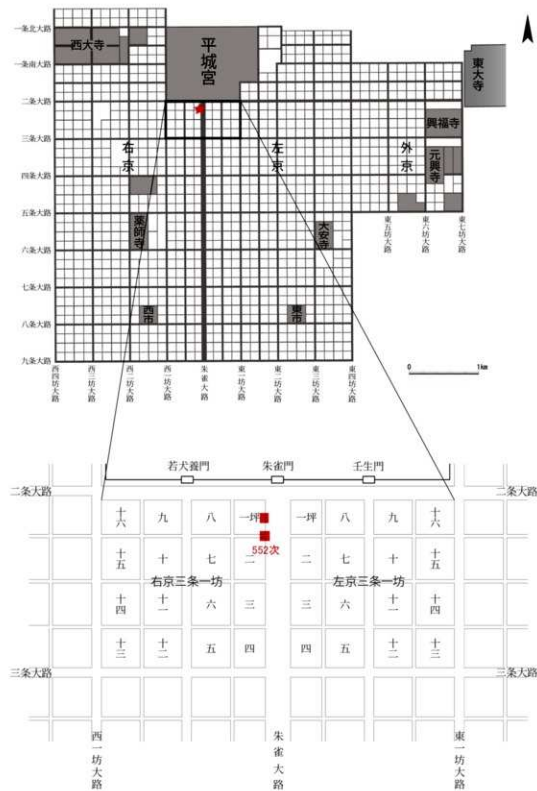 一条北大路
西大寺
平城宮
一条南大路
東大寺
二条大路
興福寺
三条大路
右京
左京
外京
元興寺
四条大路
五条大路
薬師寺
大安寺
東五坊大路
東六坊大路
東七坊大路
六条大路
七条大路
西市
東市
八条大路
九条大路
西四坊大路
西三坊大路
西二坊大路
西一坊大路
朱雀大路
東一坊大路
東二坊大路
東三坊大路
東四坊大路
0 1km
若犬養門 朱雀門 壬生門
二条大路 二条大路
十六 九 八 一坪 一坪 八 九 十六
552次
十五 十 七 二 二 七 十 十五
右京三条一坊 左京三条一坊
十四 十一 六 三 三 六 十一 十四
十三 十二 五 四 四 五 十二 十三
三条大路 三条大路
西一坊大路
朱雀大路
東一坊大路